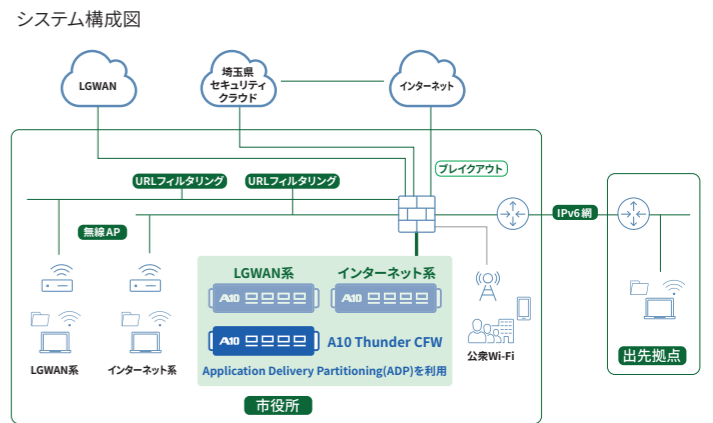 システム構成図
LGWAN
埼玉県
セキュリティ
クラウド
インターネット
ブレイクアウト
URLフィルタリング
URLフィルタリング
IPv6網
無線AP
LGWAN系
インターネット系
A10
A10
A10
A10 Thunder CFW
Application Delivery Partitioning(ADP)を利用
LGWAN系
インターネット系
公衆Wi-Fi
出先拠点
市役所